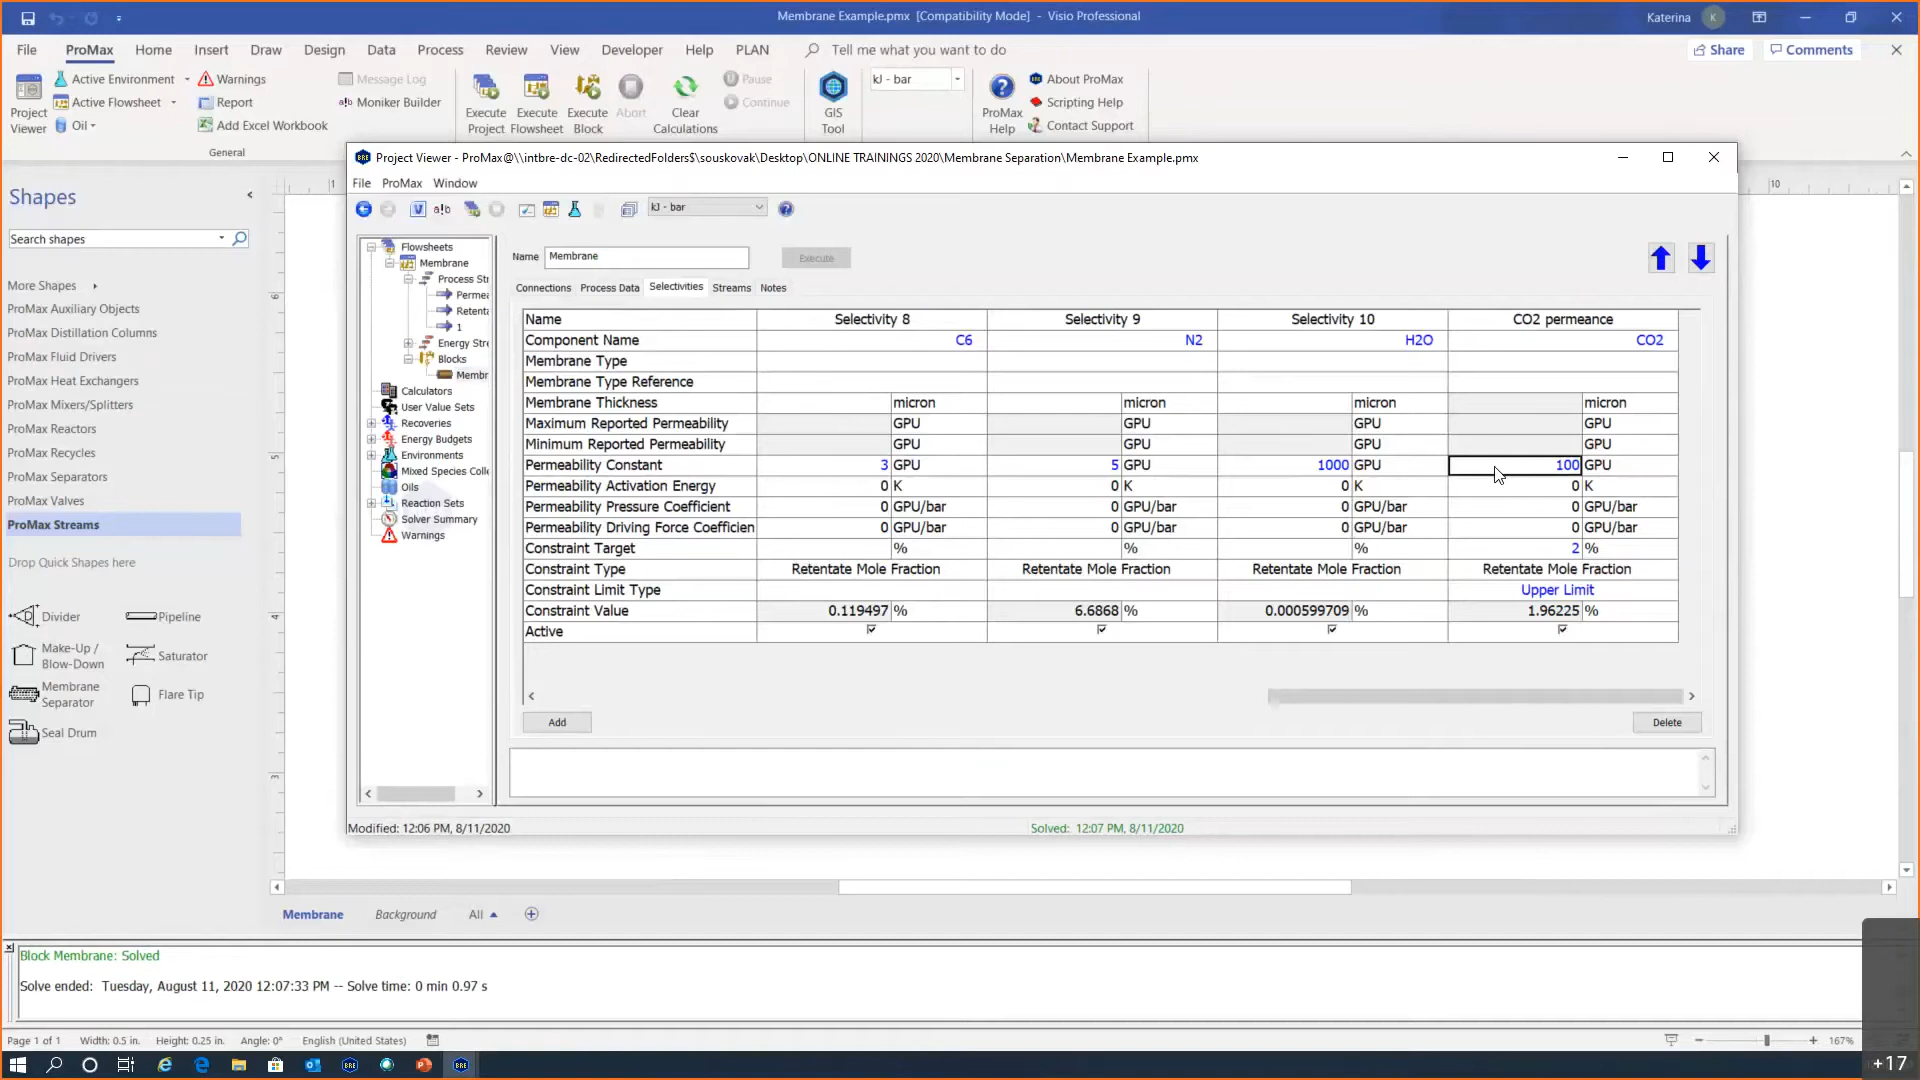 Membrane Example.pmx [Compatibility Mode] - Visio Professional
Katerina K
File ProMax Home Insert Draw Design Data Process Review View Developer Help PLAN Tell me what you want to do
Share Comments
Project Viewer
Active Environment
Active Flowsheet
Oil
Warnings
Report
Add Excel Workbook
Message Log
a!b Moniker Builder
General
Execute Project
Execute Flowsheet
Execute Block
Abort
Clear Calculations
Pause
Continue
GIS Tool
kJ - bar
ProMax Help
About ProMax
Scripting Help
Contact Support
Project Viewer - ProMax@\\intbre-dc-02\RedirectedFolders$\souskovak\Desktop\ONLINE TRAININGS 2020\Membrane Separation\Membrane Example.pmx
File ProMax Window
a!b
kJ - bar
1
10
6
5
3
Shapes
Search shapes
More Shapes
ProMax Auxiliary Objects
ProMax Distillation Columns
ProMax Fluid Drivers
ProMax Heat Exchangers
ProMax Mixers/Splitters
ProMax Reactors
ProMax Recycles
ProMax Separators
ProMax Valves
ProMax Streams
Drop Quick Shapes here
Divider Pipeline
Make-Up / Blow-Down Saturator
Membrane Separator Flare Tip
Seal Drum
Flowsheets
Membrane
Process Str
Permea
Retenta
1
Energy Stre
Blocks
Membr
Calculators
User Value Sets
Recoveries
Energy Budgets
Environments
Mixed Species Colle
Oils
Reaction Sets
Solver Summary
Warnings
Name Membrane Execute
Connections Process Data Selectivities Streams Notes
Name Selectivity 8 Selectivity 9 Selectivity 10 CO2 permeance
Component Name C6 N2 H2O CO2
Membrane Type
Membrane Type Reference
Membrane Thickness micron micron micron micron
Maximum Reported Permeability GPU GPU GPU GPU
Minimum Reported Permeability GPU GPU GPU GPU
Permeability Constant 3 GPU 5 GPU 1000 GPU 100 GPU
Permeability Activation Energy 0 K 0 K 0 K 0 K
Permeability Pressure Coefficient 0 GPU/bar 0 GPU/bar 0 GPU/bar 0 GPU/bar
Permeability Driving Force Coefficien 0 GPU/bar 0 GPU/bar 0 GPU/bar 0 GPU/bar
Constraint Target % % % 2 %
Constraint Type Retentate Mole Fraction Retentate Mole Fraction Retentate Mole Fraction Retentate Mole Fraction
Constraint Limit Type Upper Limit
Constraint Value 0.119497 % 6.6868 % 0.000599709 % 1.96225 %
Active
Add Delete
Modified: 12:06 PM, 8/11/2020 Solved: 12:07 PM, 8/11/2020
Membrane Background All
Block Membrane: Solved
Solve ended: Tuesday, August 11, 2020 12:07:33 PM -- Solve time: 0 min 0.97 s
Page 1 of 1 Width: 0.5 in. Height: 0.25 in. Angle: 0° English (United States) 167%
+17